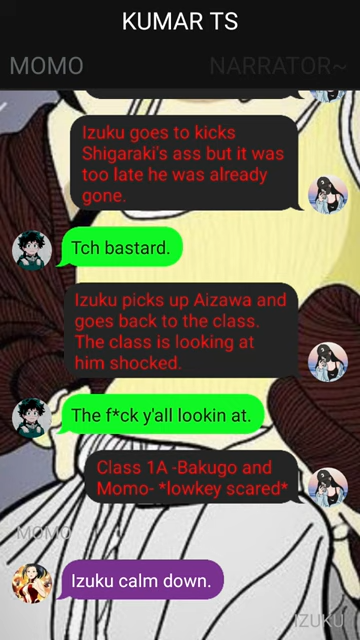 KUMAR TS
MOMO
NARRATOR~
Izuku goes to kicks
Shigaraki's ass but it was
too late he was already
gone.
Tch bastard.
Izuku picks up Aizawa and
goes back to the class.
The class is looking at
him shocked.
The f*ck y'all lookin at.
Class 1A -Bakugo and
Momo- *lowkey scared*
MOMO
Izuku calm down.
IZUKU